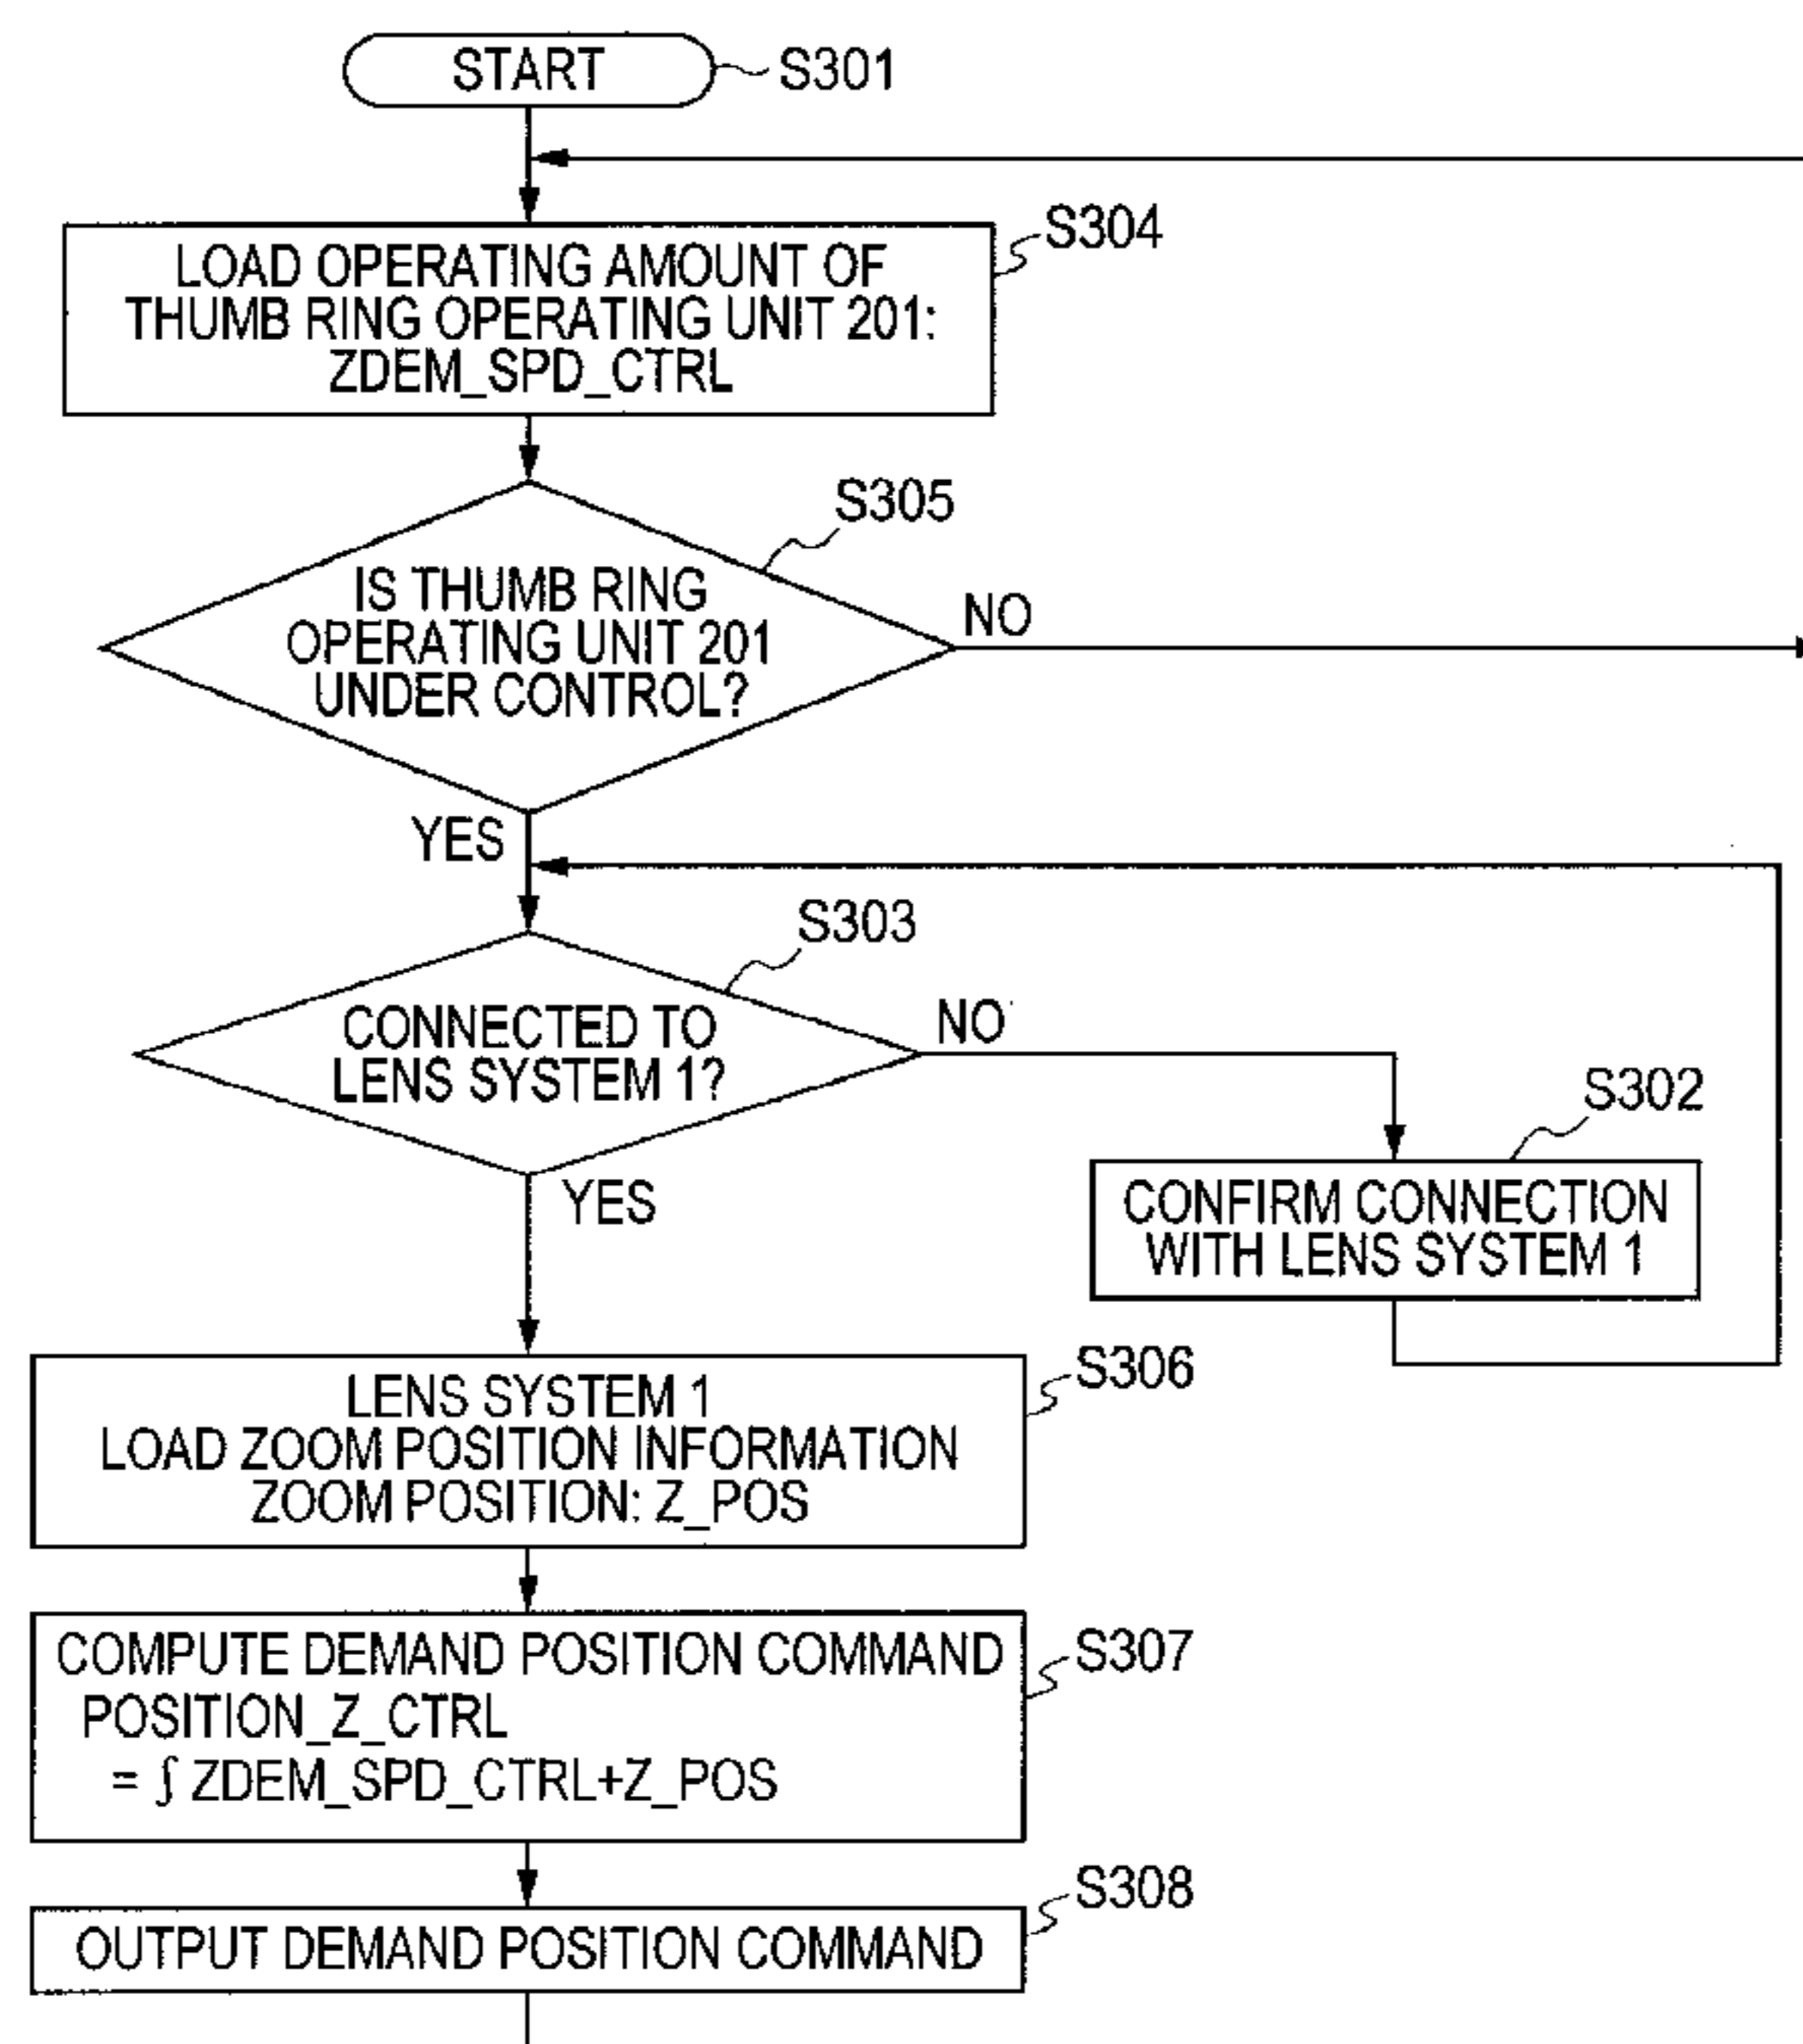 START
S301
S304
LOAD OPERATING AMOUNT OF
THUMB RING OPERATING UNIT 201:
ZDEM_SPD_CTRL
S305
IS THUMB RING
OPERATING UNIT 201
UNDER CONTROL?
NO
YES
S303
CONNECTED TO
LENS SYSTEM 1?
NO
S302
CONFIRM CONNECTION
WITH LENS SYSTEM 1
YES
S306
LENS SYSTEM 1
LOAD ZOOM POSITION INFORMATION
ZOOM POSITION: Z_POS
S307
COMPUTE DEMAND POSITION COMMAND
POSITION_Z_CTRL
= ∫ ZDEM_SPD_CTRL+Z_POS
S308
OUTPUT DEMAND POSITION COMMAND